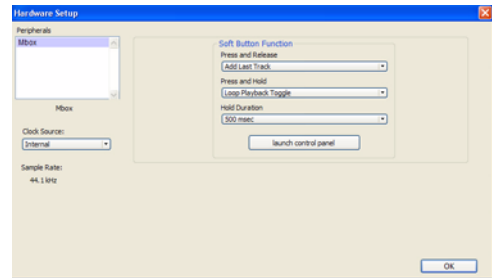 Hardware Setup
Peripherals
Mbox
Mbox
Clock Source:
Internal
Sample Rate:
44.1 kHz
Soft Button Function
Press and Release
Add Last Track
Press and Hold
Loop Playback Toggle
Hold Duration
500 msec
launch control panel
OK